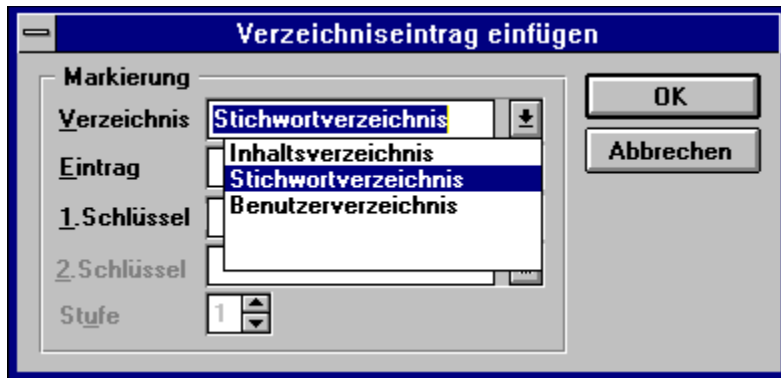 Verzeichniseintrag einfügen
Markierung
Verzeichnis Stichwortverzeichnis
OK
Inhaltsverzeichnis
Abbrechen
Eintrag
Stichwortverzeichnis
Benutzerverzeichnis
1.Schlüssel
2.Schlüssel ...
Stufe 1